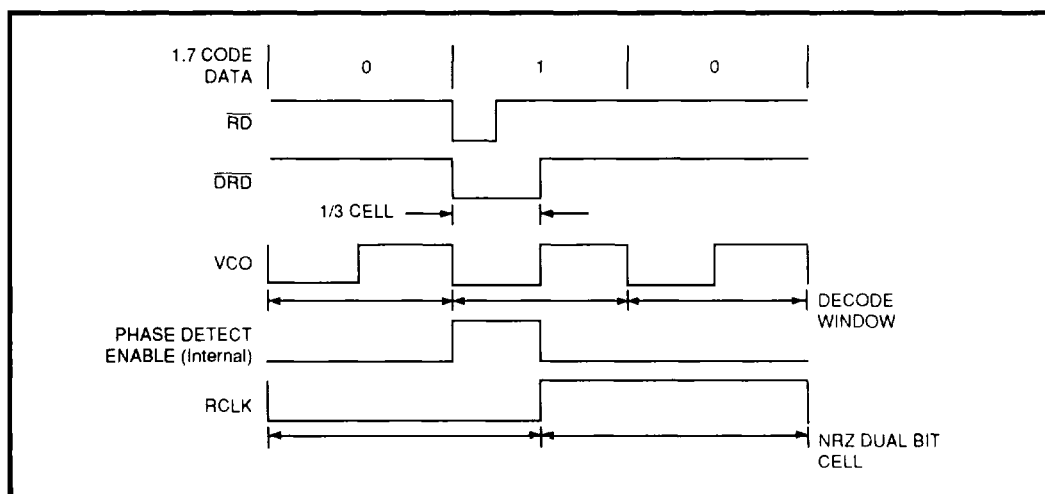 1.7 CODE
DATA
0 1 0
RD
DRD
1/3 CELL
VCO
DECODE
WINDOW
PHASE DETECT
ENABLE (Internal)
RCLK
NRZ DUAL BIT
CELL